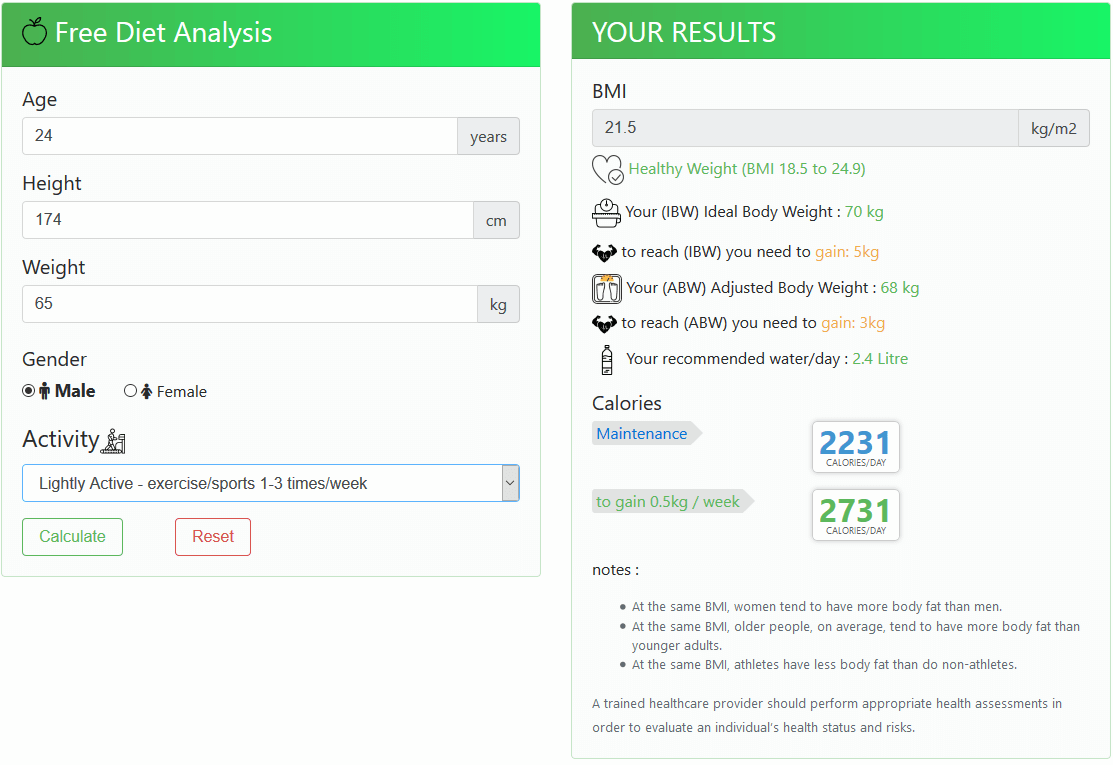 Free Diet Analysis
Age
24 years
Height
174 cm
Weight
65 kg
Gender
Male Female
Activity
Lightly Active - exercise/sports 1-3 times/week
Calculate Reset
YOUR RESULTS
BMI
21.5 kg/m2
Healthy Weight (BMI 18.5 to 24.9)
Your (IBW) Ideal Body Weight : 70 kg
to reach (IBW) you need to gain: 5kg
Your (ABW) Adjusted Body Weight : 68 kg
to reach (ABW) you need to gain: 3kg
Your recommended water/day : 2.4 Litre
Calories
Maintenance 2231
CALORIES/DAY
to gain 0.5kg / week 2731
CALORIES/DAY
notes :
At the same BMI, women tend to have more body fat than men.
At the same BMI, older people, on average, tend to have more body fat than
younger adults.
At the same BMI, athletes have less body fat than do non-athletes.
A trained healthcare provider should perform appropriate health assessments in
order to evaluate an individual's health status and risks.